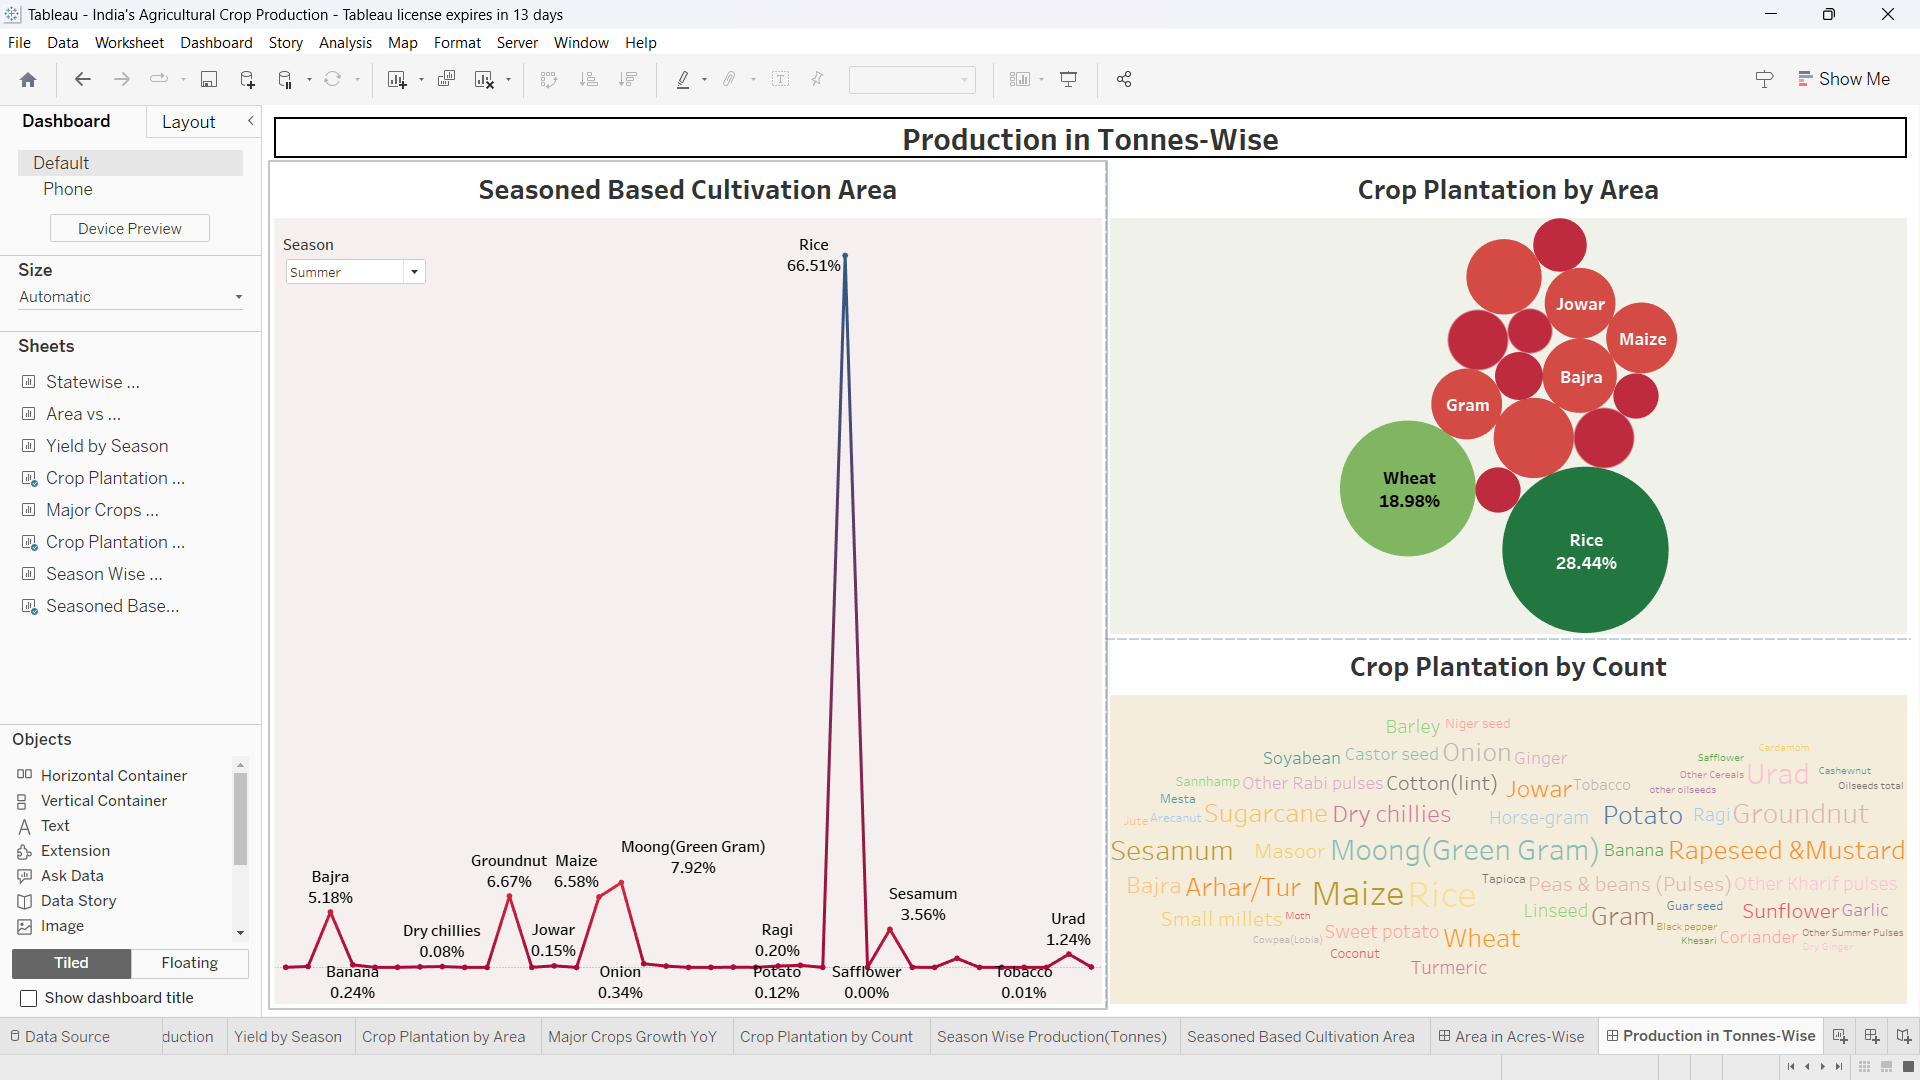 Tableau - India's Agricultural Crop Production - Tableau license expires in 13 days
File Data Worksheet Dashboard Story Analysis Map Format Server Window Help
Show Me
Dashboard Layout
Default
Phone
Device Preview
Size
Automatic
Sheets
Statewise ...
Area vs ...
Yield by Season
Crop Plantation ...
Major Crops ...
Crop Plantation ...
Season Wise ...
Seasoned Base...
Objects
Horizontal Container
Vertical Container
Text
Extension
Ask Data
Data Story
Image
Tiled Floating
Show dashboard title
Production in Tonnes-Wise
Seasoned Based Cultivation Area
Season
Summer
Rice
66.51%
Bajra
5.18%
Banana
0.24%
Dry chillies
0.08%
Groundnut
6.67%
Jowar
0.15%
Maize
6.58%
Onion
0.34%
Moong(Green Gram)
7.92%
Ragi
0.20%
Potato
0.12%
Safflower
0.00%
Sesamum
3.56%
Tobacco
0.01%
Urad
1.24%
Crop Plantation by Area
Jowar
Maize
Bajra
Gram
Wheat
18.98%
Rice
28.44%
Crop Plantation by Count
Barley Niger seed
Soyabean Castor seed Onion Ginger Safflower Cardamom
Sannhamp Other Rabi pulses Cotton(lint) Jowar Tobacco Other Cereals Urad Cashewnut
other oilseeds Oilseeds total
Mesta
Jute Arecanut Sugarcane Dry chillies Horse-gram Potato Ragi Groundnut
Sesamum Masoor Moong(Green Gram) Banana Rapeseed &Mustard
Bajra Arhar/Tur Maize Rice Tapioca Peas & beans (Pulses) Other Kharif pulses
Small millets Moth Linseed Gram Guar seed Sunflower Garlic
Cowpea(Lobia) Sweet potato Wheat Black pepper Khesari Coriander Other Summer Pulses
Dry Ginger
Coconut
Turmeric
Data Source duction Yield by Season Crop Plantation by Area Major Crops Growth YoY Crop Plantation by Count Season Wise Production(Tonnes) Seasoned Based Cultivation Area Area in Acres-Wise Production in Tonnes-Wise